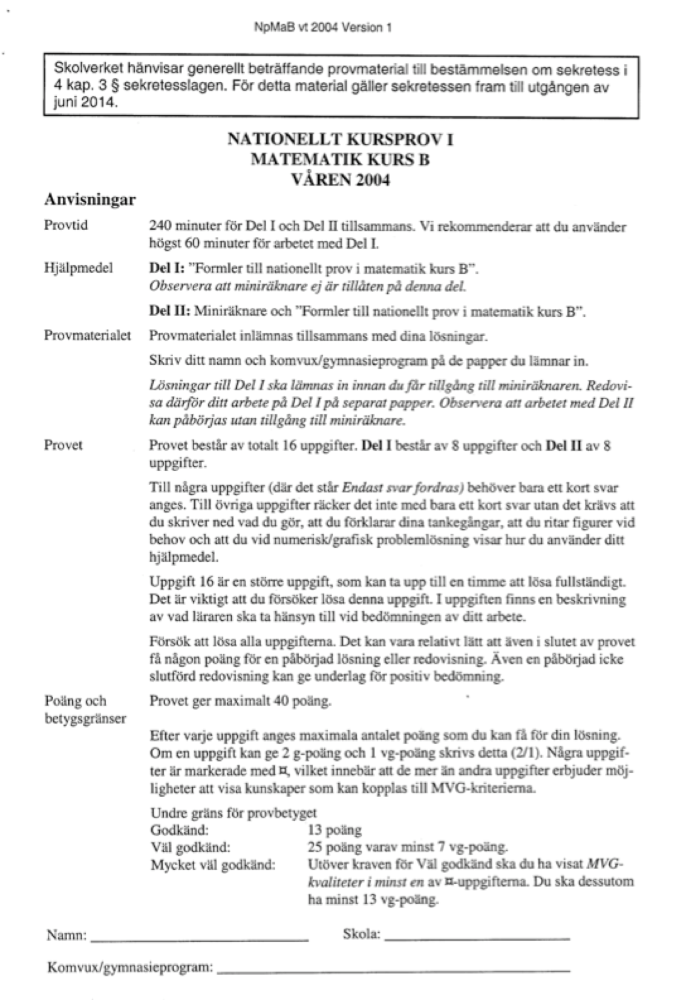 NpMaB vt 2004 Version 1
Skolverket hänvisar generellt beträffande provmaterial till bestämmelsen om sekretess i
4 kap. 3 § sekretesslagen. För detta material gäller sekretessen fram till utgången av
juni 2014.
NATIONELLT KURSPROV I
MATEMATIK KURS B
VÅREN 2004
Anvisningar
Provtid 240 minuter för Del I och Del II tillsammans. Vi rekommenderar att du använder
högst 60 minuter för arbetet med Del I.
Hjälpmedel Del I: ”Formler till nationellt prov i matematik kurs B”.
Observera att miniräknare ej är tillåten på denna del.
Del II: Miniräknare och ”Formler till nationellt prov i matematik kurs B”.
Provmaterialet Provmaterialet inlämnas tillsammans med dina lösningar.
Skriv ditt namn och komvux/gymnasieprogram på de papper du lämnar in.
Lösningar till Del I ska lämnas in innan du får tillgång till miniräknaren. Redovi-
sa därför ditt arbete på Del I på separat papper. Observera att arbetet med Del II
kan påbörjas utan tillgång till miniräknare.
Provet Provet består av totalt 16 uppgifter. Del I består av 8 uppgifter och Del II av 8
uppgifter.
Till några uppgifter (där det står Endast svar fordras) behöver bara ett kort svar
anges. Till övriga uppgifter räcker det inte med bara ett kort svar utan det krävs att
du skriver ned vad du gör, att du förklarar dina tankegångar, att du ritar figurer vid
behov och att du vid numerisk/grafisk problemlösning visar hur du använder ditt
hjälpmedel.
Uppgift 16 är en större uppgift, som kan ta upp till en timme att lösa fullständigt.
Det är viktigt att du försöker lösa denna uppgift. I uppgiften finns en beskrivning
av vad läraren ska ta hänsyn till vid bedömningen av ditt arbete.
Försök att lösa alla uppgifterna. Det kan vara relativt lätt att även i slutet av provet
få någon poäng för en påbörjad lösning eller redovisning. Även en påbörjad icke
slutförd redovisning kan ge underlag för positiv bedömning.
Poäng och Provet ger maximalt 40 poäng.
betygsgränser
Efter varje uppgift anges maximala antalet poäng som du kan få för din lösning.
Om en uppgift kan ge 2 g-poäng och 1 vg-poäng skrivs detta (2/1). Några uppgif-
ter är markerade med ¤, vilket innebär att de mer än andra uppgifter erbjuder möj-
ligheter att visa kunskaper som kan kopplas till MVG-kriterierna.
Undre gräns för provbetyget
Godkänd: 13 poäng
Väl godkänd: 25 poäng varav minst 7 vg-poäng.
Mycket väl godkänd: Utöver kraven för Väl godkänd ska du ha visat MVG-
kvaliteter i minst en av ¤-uppgifterna. Du ska dessutom
ha minst 13 vg-poäng.
Namn: Skola:
Komvux/gymnasieprogram: